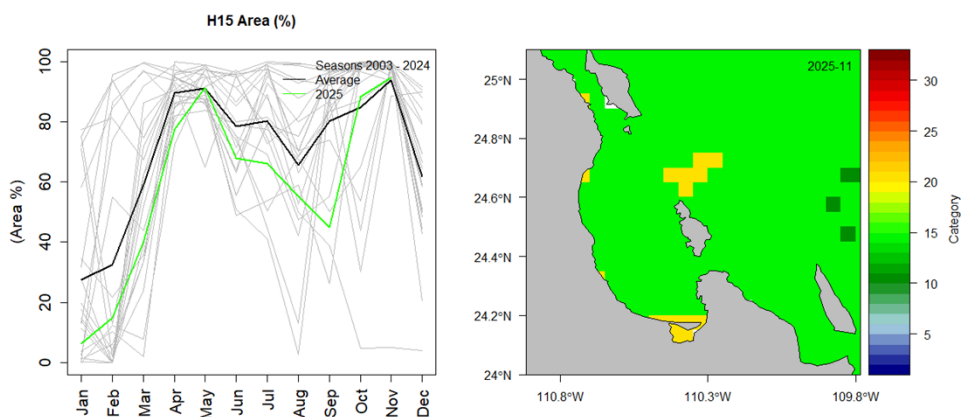 H15 Area (%)
(Area %)
100
80
60
40
20
0
Jan
Feb
Mar
Apr
May
Jun
Jul
Aug
Sep
Oct
Nov
Dec
Seasons 2003 - 2024
Average
2025
2025-11
25°N
24.8°N
24.6°N
24.4°N
24.2°N
24°N
110.8°W
110.3°W
109.8°W
30
25
20
15
10
5
Category